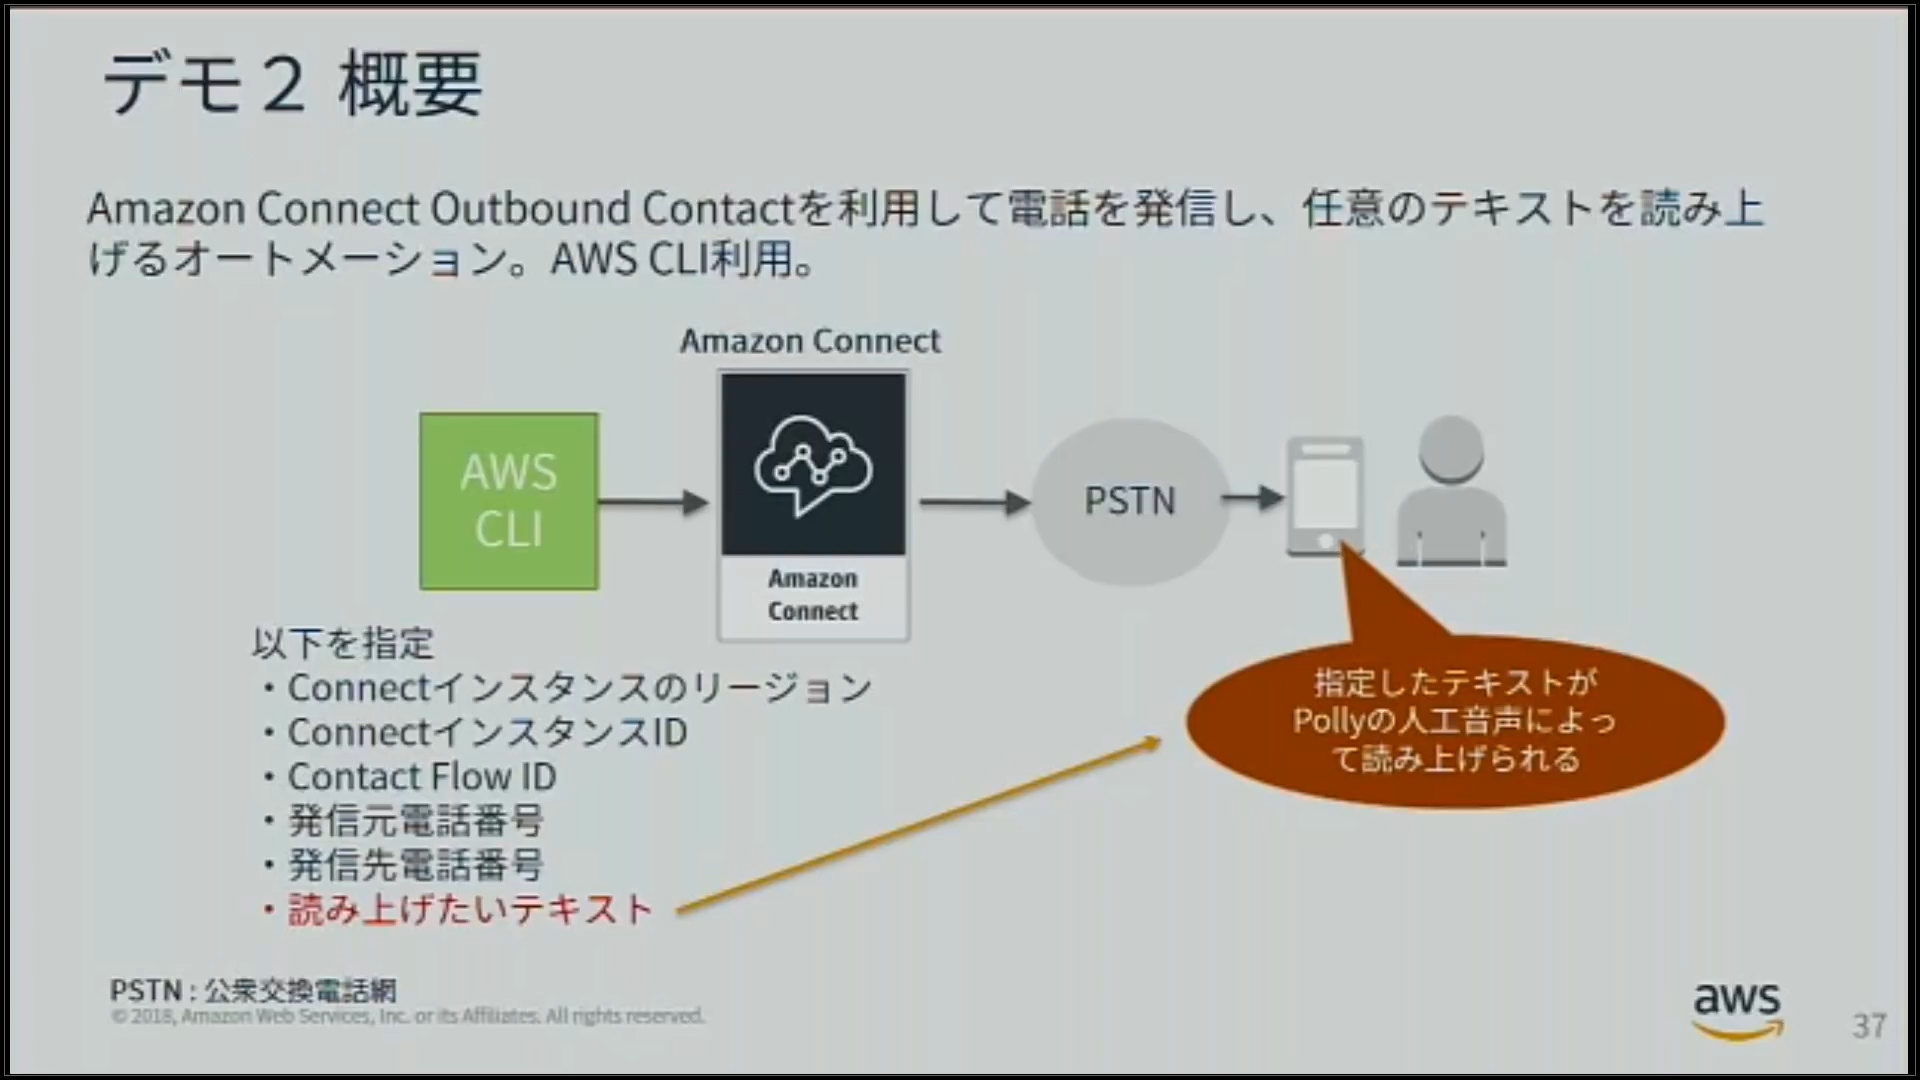 デモ２ 概要
Amazon Connect Outbound Contactを利用して電話を発信し、任意のテキストを読み上
げるオートメーション。AWS CLI利用。
Amazon Connect
AWS
CLI
Amazon
Connect
PSTN
以下を指定
・Connectインスタンスのリージョン
・ConnectインスタンスID
・Contact Flow ID
・発信元電話番号
・発信先電話番号
・読み上げたいテキスト
指定したテキストが
Pollyの人工音声によっ
て読み上げられる
PSTN : 公衆交換電話網
© 2018, Amazon Web Services, Inc. or its Affiliates. All rights reserved.
aws
37